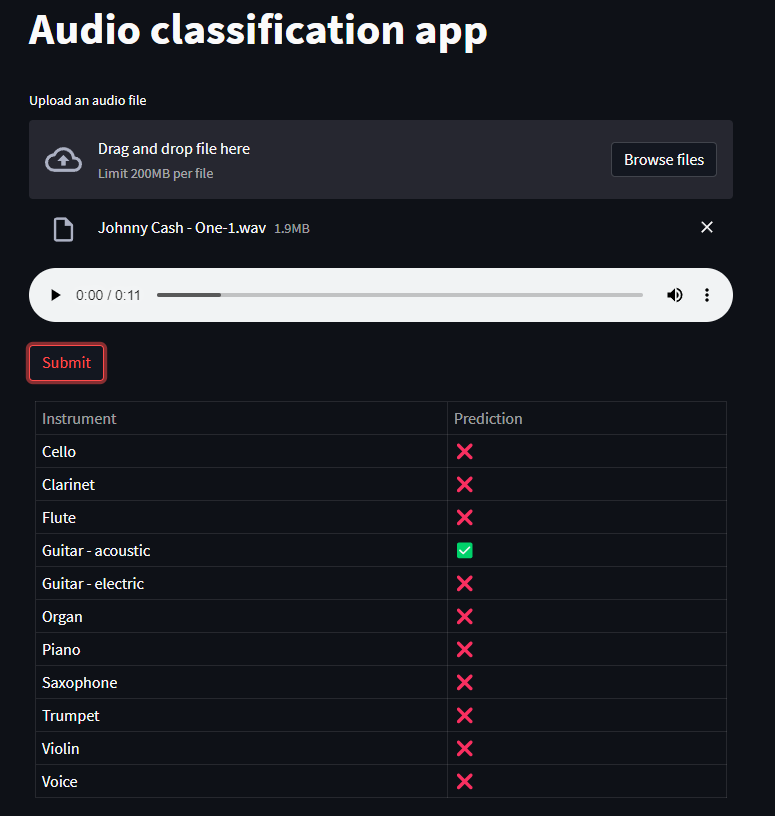 Audio classification app
Upload an audio file
Drag and drop file here
Limit 200MB per file
Browse files
Johnny Cash - One-1.wav 1.9MB
0:00 / 0:11
Submit
Instrument Prediction
Cello
Clarinet
Flute
Guitar - acoustic
Guitar - electric
Organ
Piano
Saxophone
Trumpet
Violin
Voice